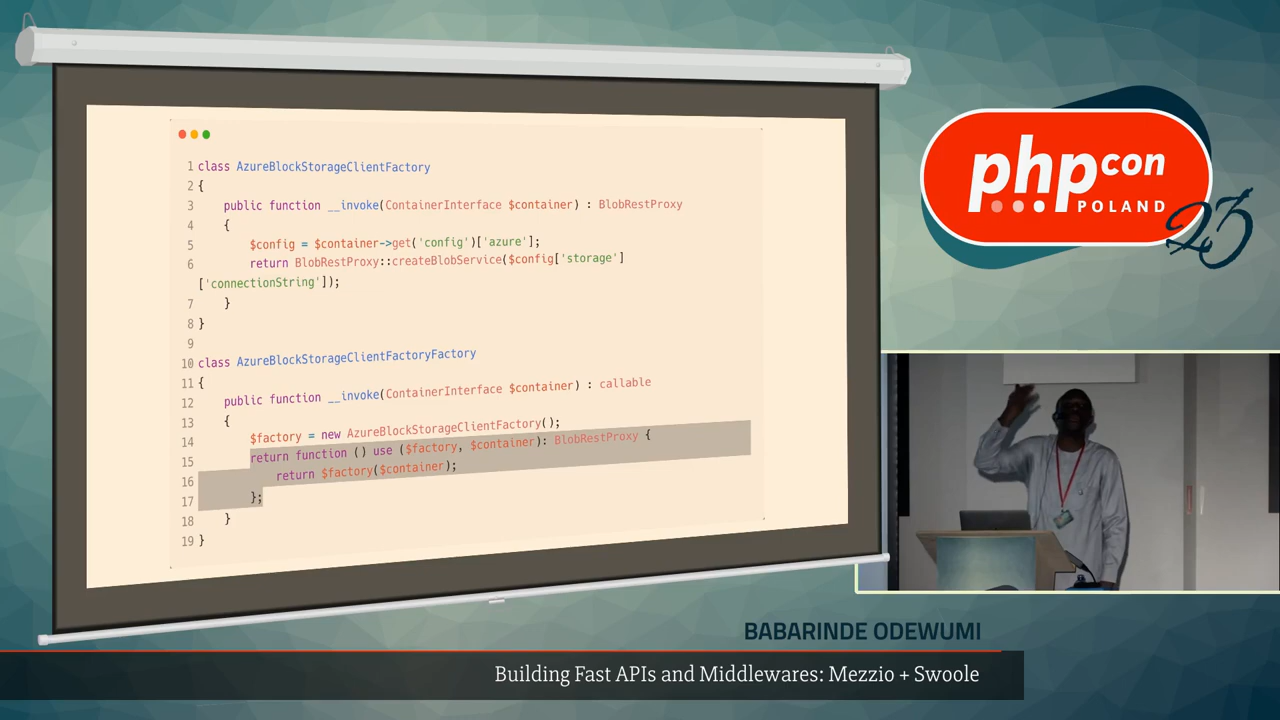 1 class AzureBlockStorageClientFactory
2 {
3 public function __invoke(ContainerInterface $container) : BlobRestProxy
4 {
5 $config = $container->get('config')['azure'];
6 return BlobRestProxy::createBlobService($config['storage']
['connectionString']);
7 }
8 }
9
10 class AzureBlockStorageClientFactoryFactory
11 {
12 public function __invoke(ContainerInterface $container) : callable
13 {
14 $factory = new AzureBlockStorageClientFactory();
15 return function () use ($factory, $container): BlobRestProxy {
16 return $factory($container);
17 };
18 }
19 }
phpcon
POLAND
23
BABARINDE ODEWUMI
Building Fast APIs and Middlewares: Mezzio + Swoole